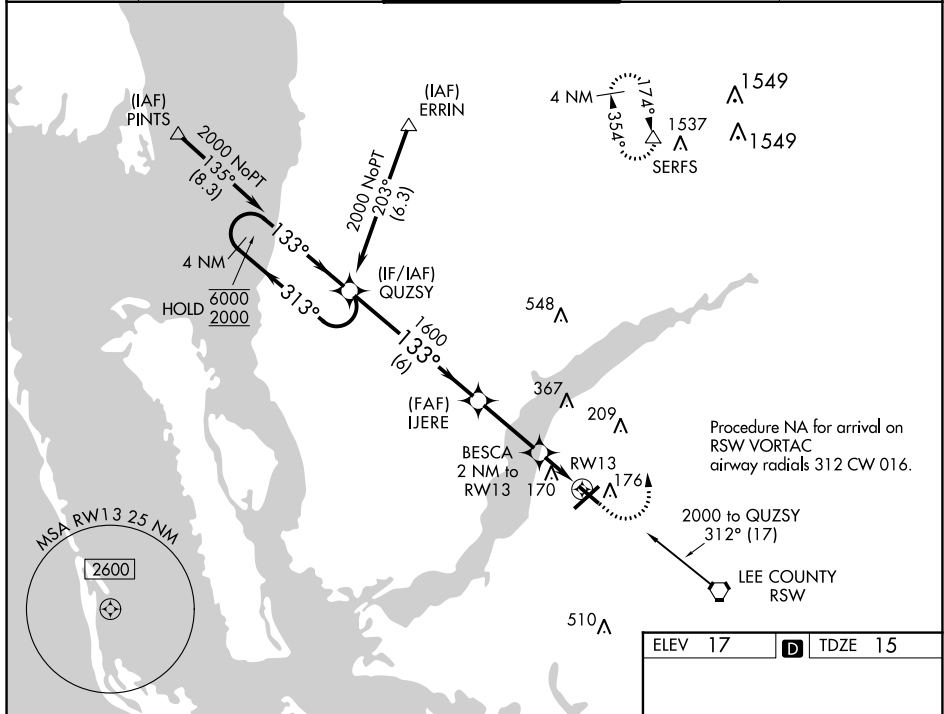 (IAF)
PINTS
2000 NoPT
135°
(8.3)
(IAF)
ERRIN
2000 NoPT
203°
(6.3)
4 NM
174°
354°
SERFS
1537
1549
1549
4 NM
133°
313°
HOLD
6000
2000
(IF/IAF)
QUZSY
1600
133°
(6)
548
(FAF)
IJERE
367
209
BESCA
2 NM to
RW13
170
RW13
176
Procedure NA for arrival on
RSW VORTAC
airway radials 312 CW 016.
2000 to QUZSY
312° (17)
LEE COUNTY
RSW
510
MSA RW13 25 NM
2600
ELEV 17
D
TDZE 15